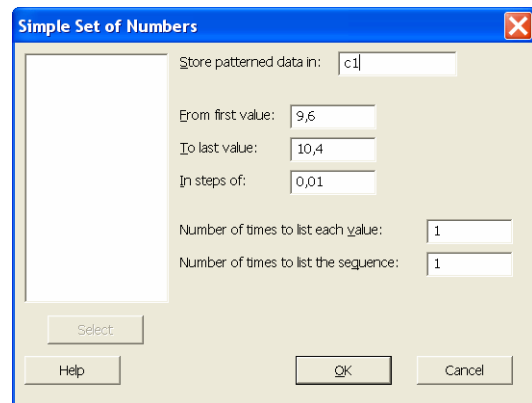 Simple Set of Numbers
Store patterned data in: c1
From first value: 9,6
To last value: 10,4
In steps of: 0,01
Number of times to list each value: 1
Number of times to list the sequence: 1
Select
Help OK Cancel